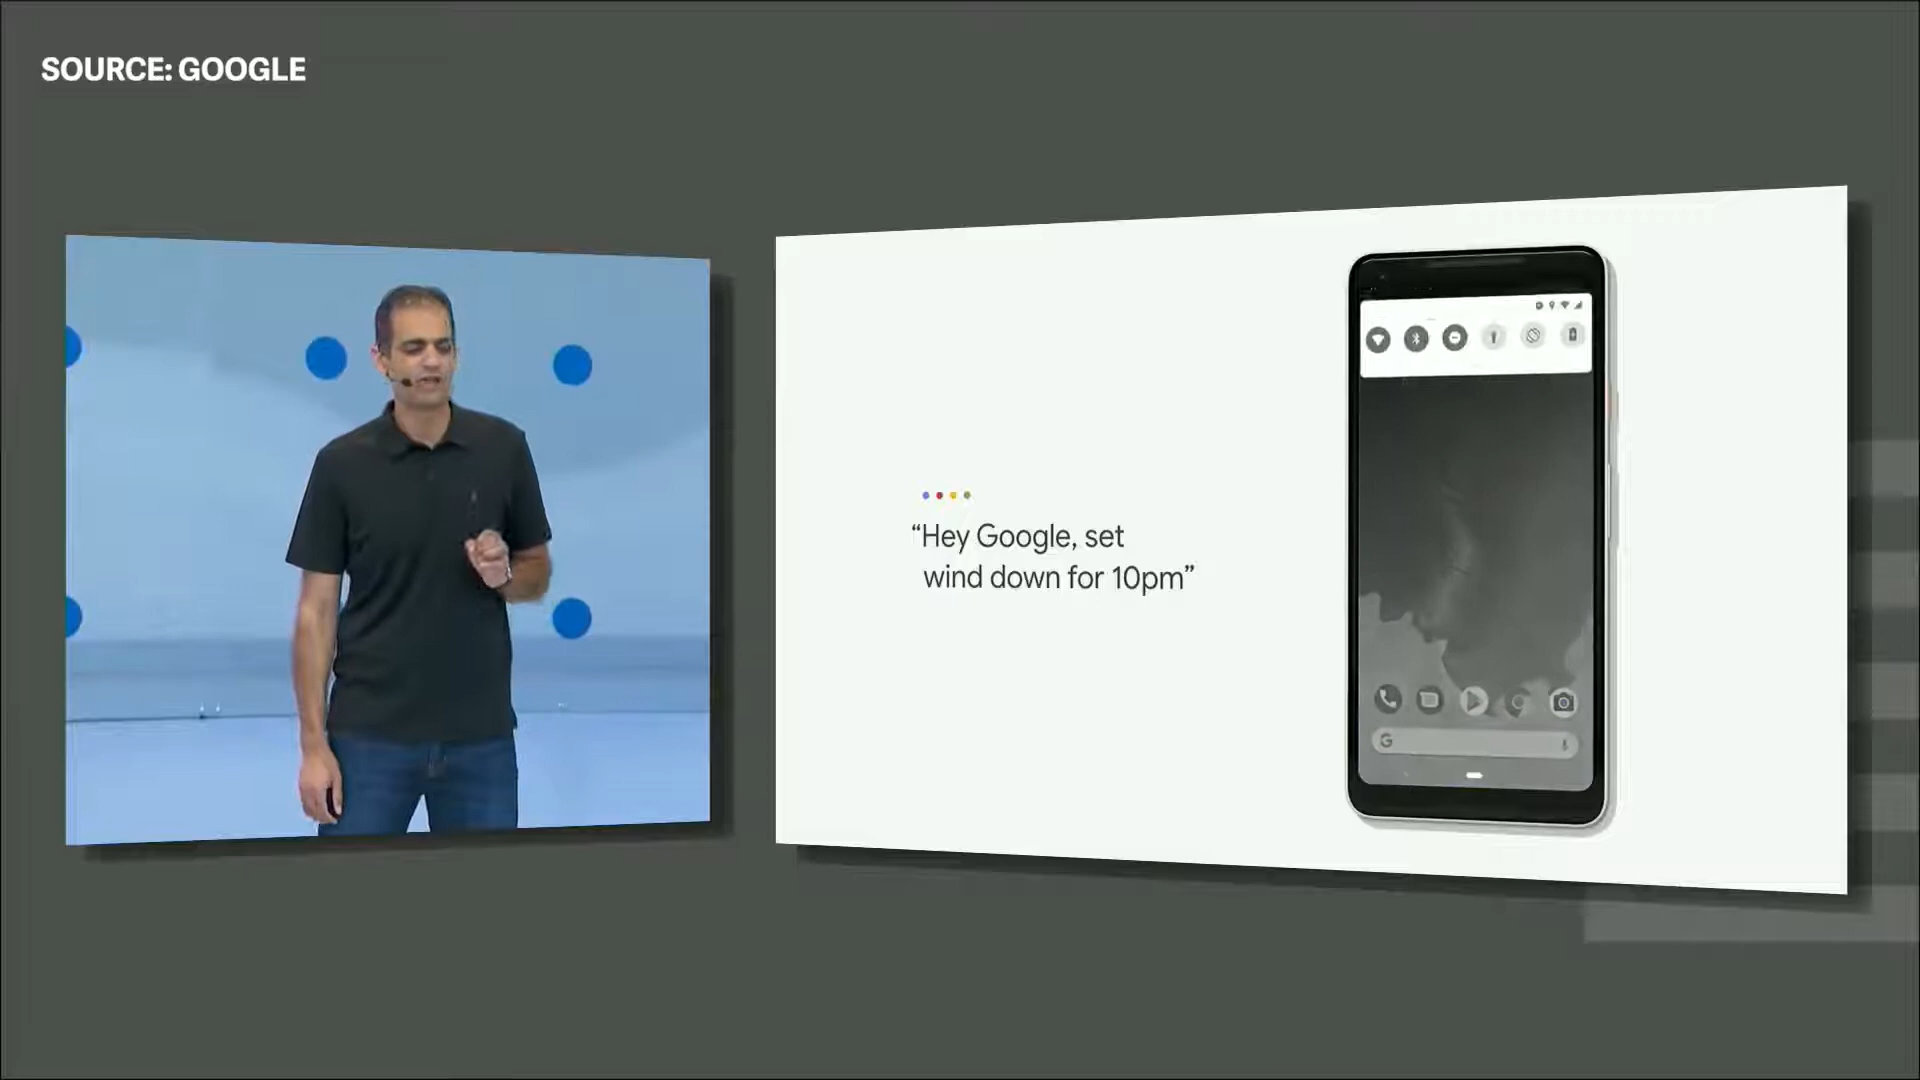 SOURCE: GOOGLE
“Hey Google, set
wind down for 10pm”
G